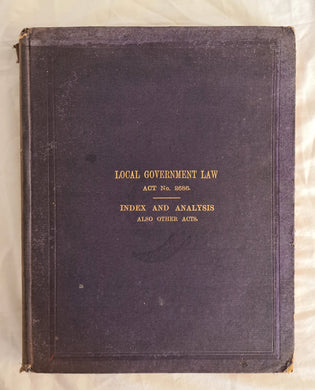 LOCAL GOVERNMENT LAW
ACT No. 2686.
INDEX AND ANALYSIS
ALSO OTHER ACTS.